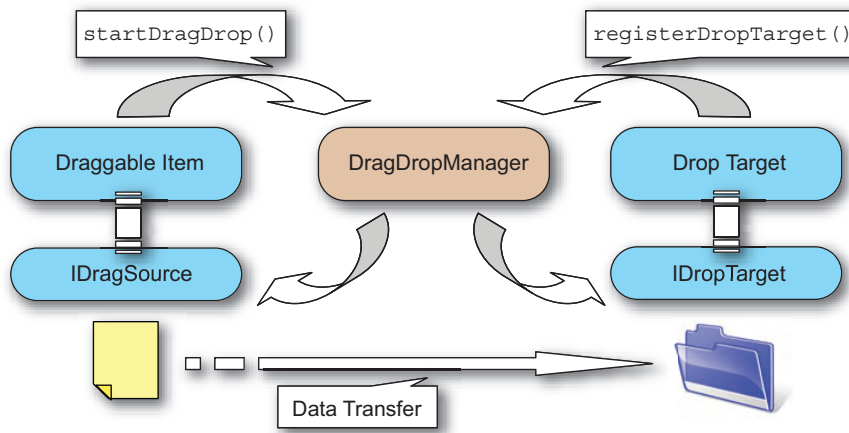 startDragDrop()
registerDropTarget()
Draggable Item
DragDropManager
Drop Target
IDragSource
IDropTarget
Data Transfer